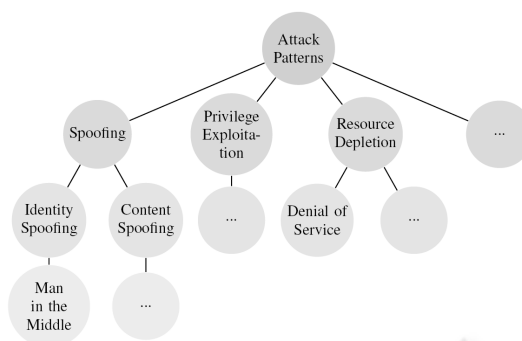 Attack
Patterns
Spoofing
Privilege
Exploita-
tion
Resource
Depletion
...
Identity
Spoofing
Content
Spoofing
...
Denial of
Service
...
Man
in the
Middle
...